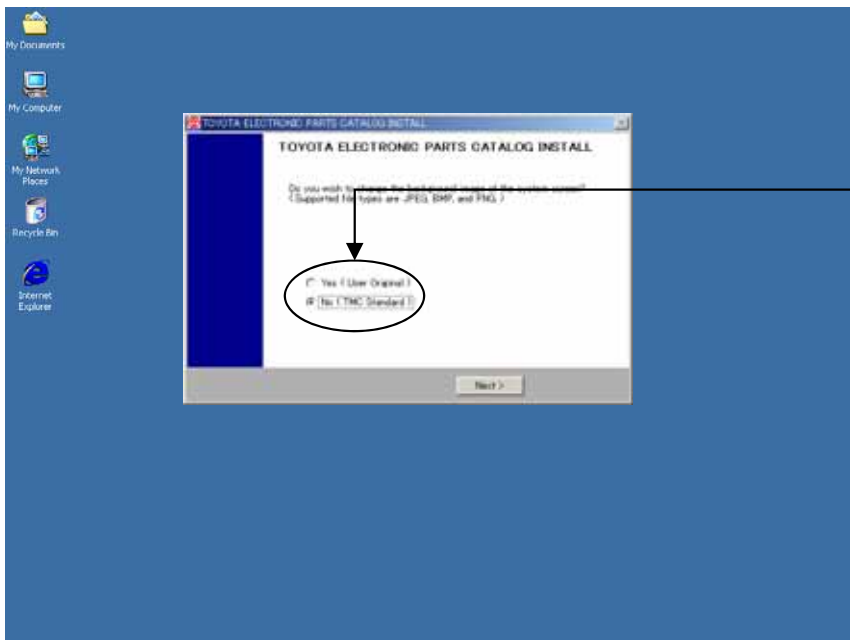 My Documents
My Computer
My Network
Places
Recycle Bin
Internet
Explorer
TOYOTA ELECTRONIC PARTS CATALOG INSTALL
TOYOTA ELECTRONIC PARTS CATALOG INSTALL
Do you wish to change the background image of the system screen?
( Supported file types are JPEG, BMP, and PNG. )
Yes ( User Original )
No ( TMC Standard )
Next >